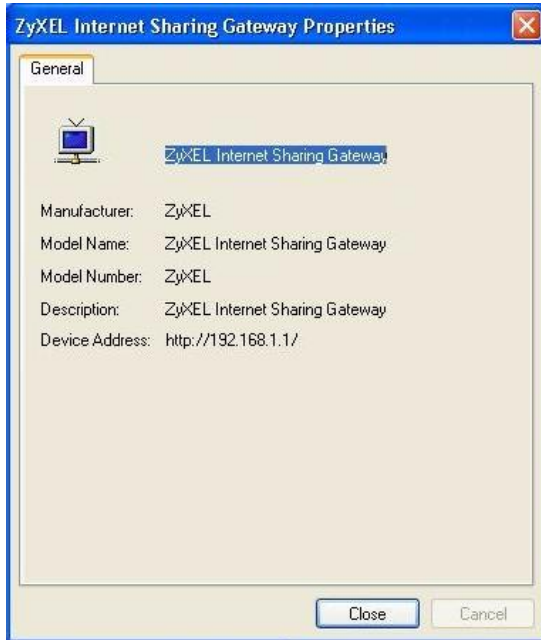 ZyXEL Internet Sharing Gateway Properties
General
ZyXEL Internet Sharing Gateway
Manufacturer: ZyXEL
Model Name: ZyXEL Internet Sharing Gateway
Model Number: ZyXEL
Description: ZyXEL Internet Sharing Gateway
Device Address: http://192.168.1.1/
Close Cancel